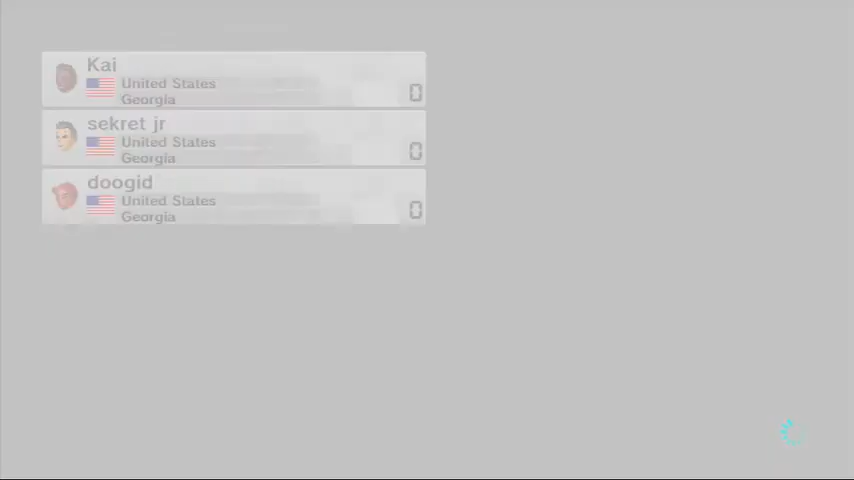 Kai
United States
Georgia
0
sekret jr
United States
Georgia
0
doogid
United States
Georgia
0